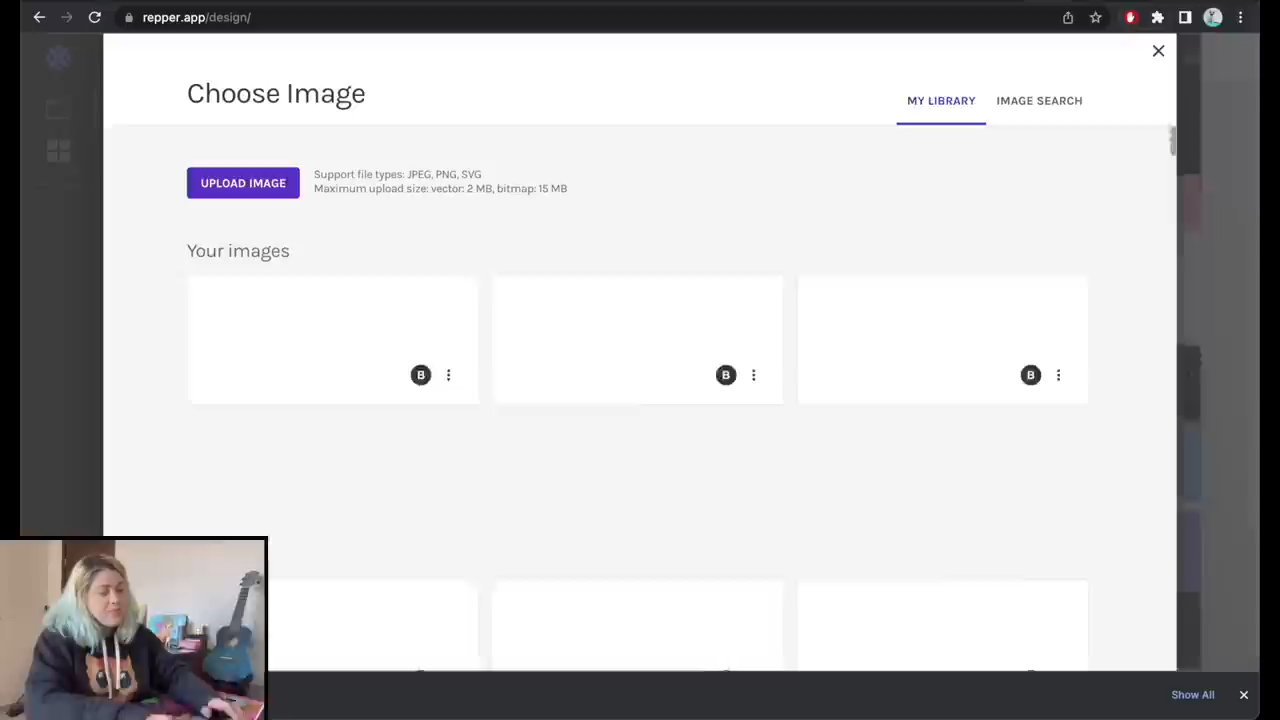 repper.app/design/
Choose Image
MY LIBRARY
IMAGE SEARCH
UPLOAD IMAGE
Support file types: JPEG, PNG, SVG
Maximum upload size: vector: 2 MB, bitmap: 15 MB
Your images
B
B
B
Show All